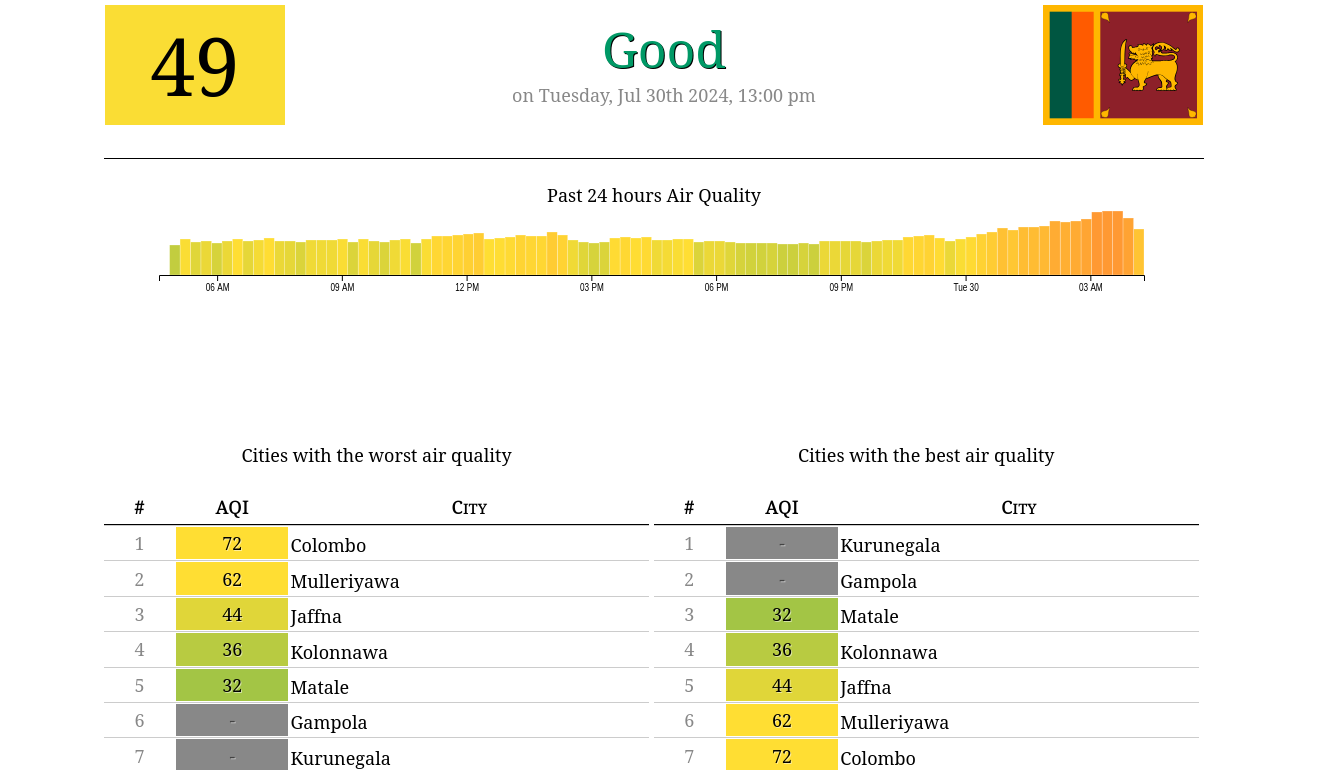 49
Good
on Tuesday, Jul 30th 2024, 13:00 pm
Past 24 hours Air Quality
06 AM 09 AM 12 PM 03 PM 06 PM 09 PM Tue 30 03 AM
Cities with the worst air quality
# AQI City
1 72 Colombo
2 62 Mulleriyawa
3 44 Jaffna
4 36 Kolonnawa
5 32 Matale
6 - Gampola
7 - Kurunegala
Cities with the best air quality
# AQI City
1 - Kurunegala
2 - Gampola
3 32 Matale
4 36 Kolonnawa
5 44 Jaffna
6 62 Mulleriyawa
7 72 Colombo